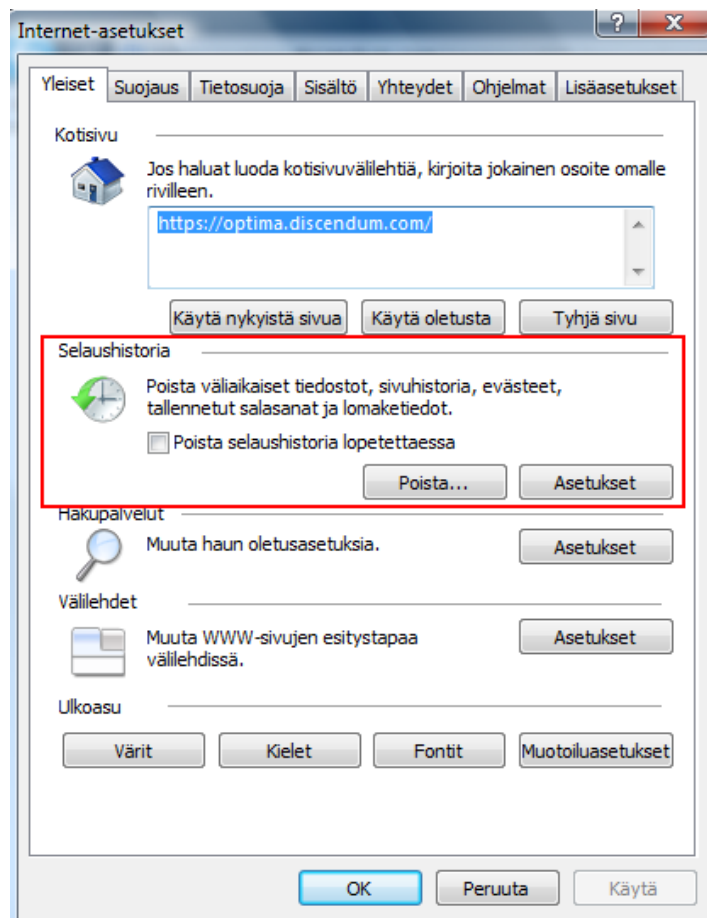 Internet-asetukset
? X
Yleiset Suojaus Tietosuoja Sisältö Yhteydet Ohjelmat Lisäasetukset
Kotisivu
Jos haluat luoda kotisivuvälilehtiä, kirjoita jokainen osoite omalle
rivilleen.
https://optima.discendum.com/
Käytä nykyistä sivua Käytä oletusta Tyhjä sivu
Selaushistoria
Poista väliaikaiset tiedostot, sivuhistoria, evästeet,
tallennetut salasanat ja lomaketiedot.
Poista selaushistoria lopetettaessa
Poista... Asetukset
Hakupalvelut
Muuta haun oletusasetuksia. Asetukset
Välilehdet
Muuta WWW-sivujen esitystapaa Asetukset
välilehdissä.
Ulkoasu
Värit Kielet Fontit Muotoiluasetukset
OK Peruuta Käytä